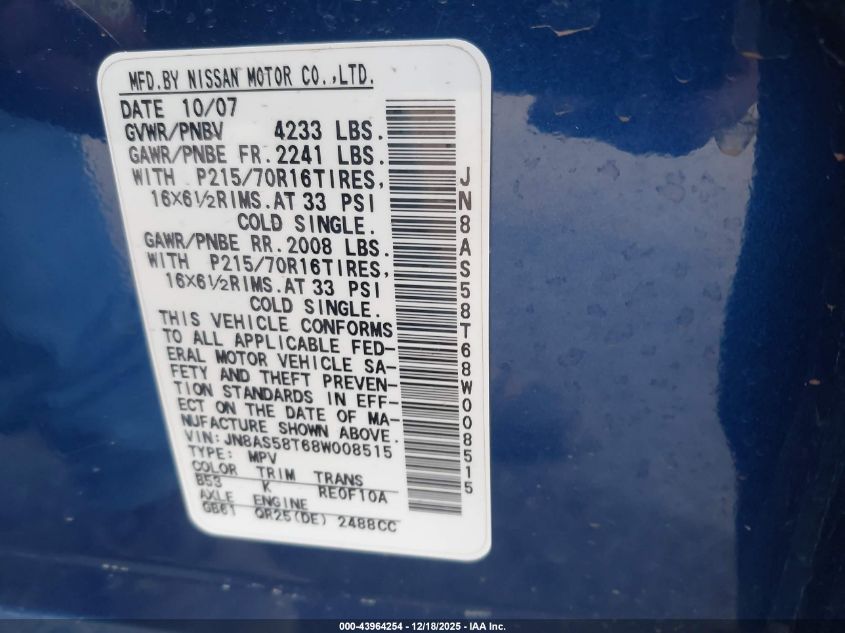 MFD.BY NISSAN MOTOR CO.,LTD.
DATE 10/07
GVWR/PNBV 4233 LBS.
GAWR/PNBE FR. 2241 LBS.
WITH P215/70R16TIRES,
16X6½RIMS.AT 33 PSI
COLD SINGLE.
GAWR/PNBE RR. 2008 LBS.
WITH P215/70R16TIRES,
16X6½RIMS.AT 33 PSI
COLD SINGLE.
THIS VEHICLE CONFORMS
TO ALL APPLICABLE FED-
ERAL MOTOR VEHICLE SA-
FETY AND THEFT PREVEN-
TION STANDARDS IN EFF-
ECT ON THE DATE OF MA-
NUFACTURE SHOWN ABOVE.
VIN: JN8AS58T68W008515
TYPE: MPV
COLOR TRIM TRANS
B53 K RE0F10A
AXLE ENGINE
GB61 QR25(DE) 2488CC
JN8AS58T68W008515
000-43964254 | 12/18/2025 - IAA Inc.